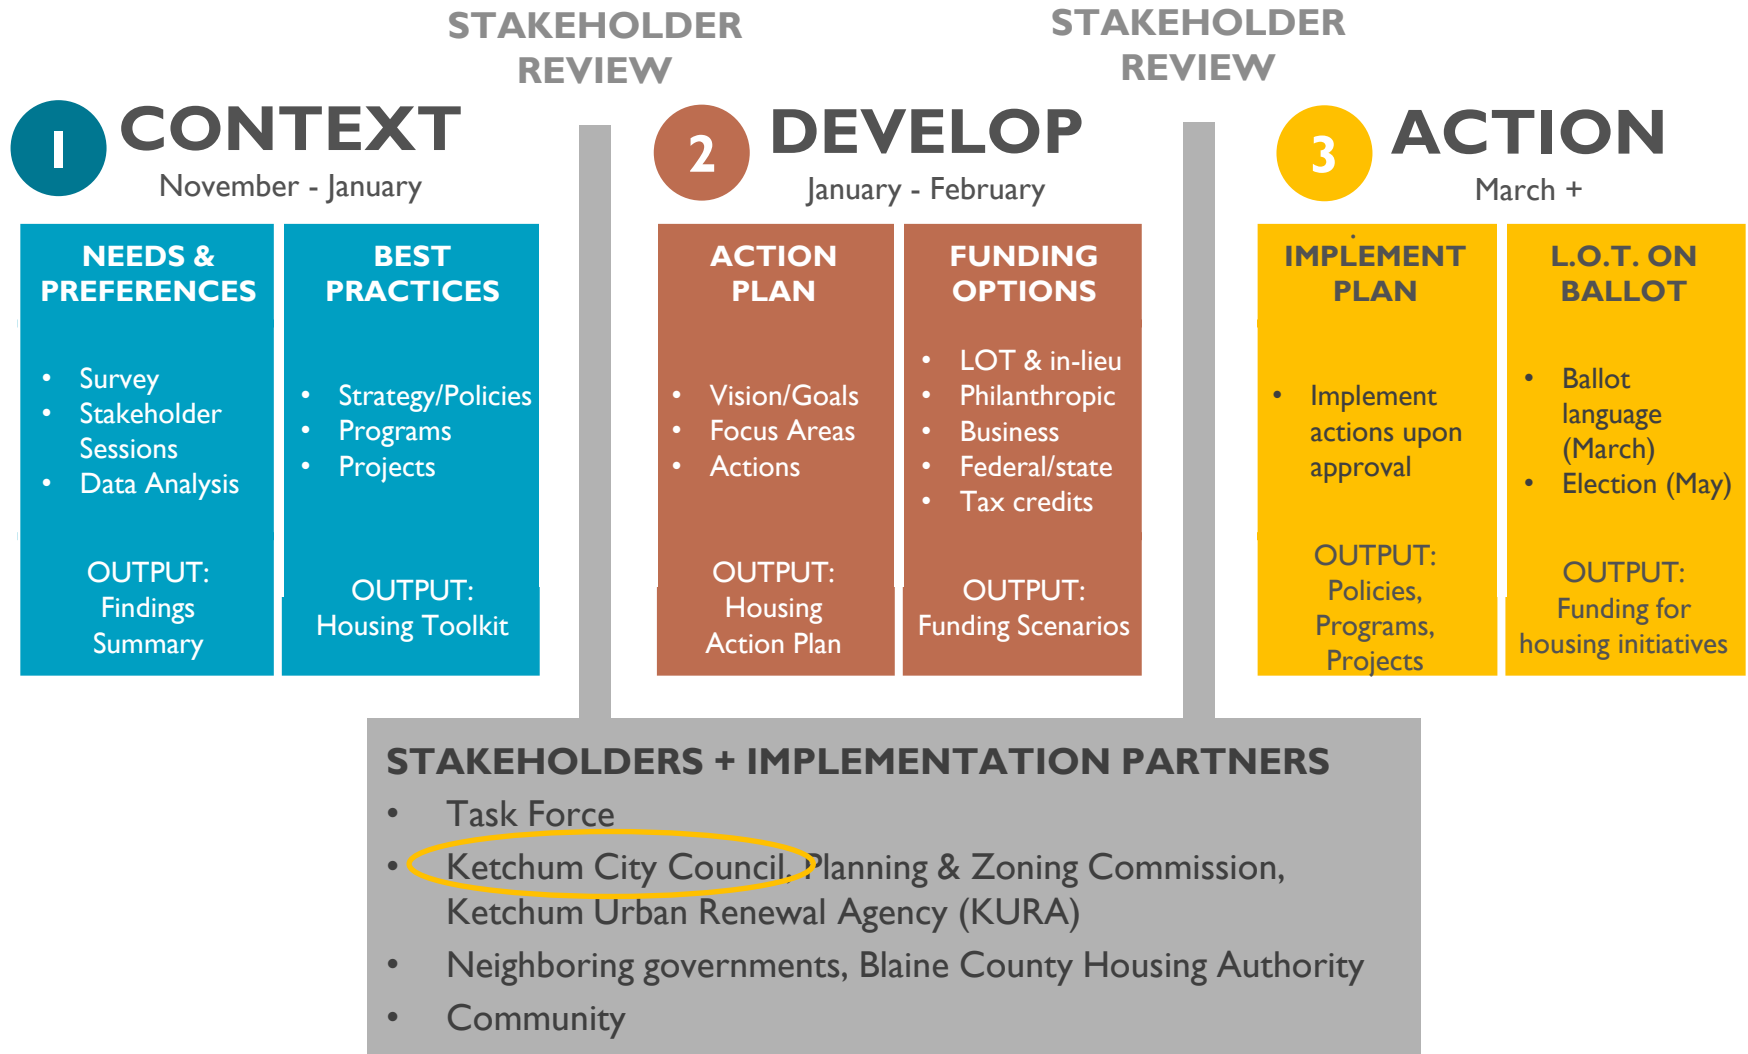 STAKEHOLDER
REVIEW
STAKEHOLDER
REVIEW
1
CONTEXT
November - January
2
DEVELOP
January - February
3
ACTION
March +
NEEDS &
PREFERENCES
• Survey
• Stakeholder
Sessions
• Data Analysis
OUTPUT:
Findings
Summary
BEST
PRACTICES
• Strategy/Policies
• Programs
• Projects
OUTPUT:
Housing Toolkit
ACTION
PLAN
• Vision/Goals
• Focus Areas
• Actions
OUTPUT:
Housing
Action Plan
FUNDING
OPTIONS
• LOT & in-lieu
• Philanthropic
• Business
• Federal/state
• Tax credits
OUTPUT:
Funding Scenarios
.
IMPLEMENT
PLAN
• Implement
actions upon
approval
OUTPUT:
Policies,
Programs,
Projects
L.O.T. ON
BALLOT
• Ballot
language
(March)
• Election (May)
OUTPUT:
Funding for
housing initiatives
STAKEHOLDERS + IMPLEMENTATION PARTNERS
• Task Force
• Ketchum City Council, Planning & Zoning Commission,
Ketchum Urban Renewal Agency (KURA)
• Neighboring governments, Blaine County Housing Authority
• Community